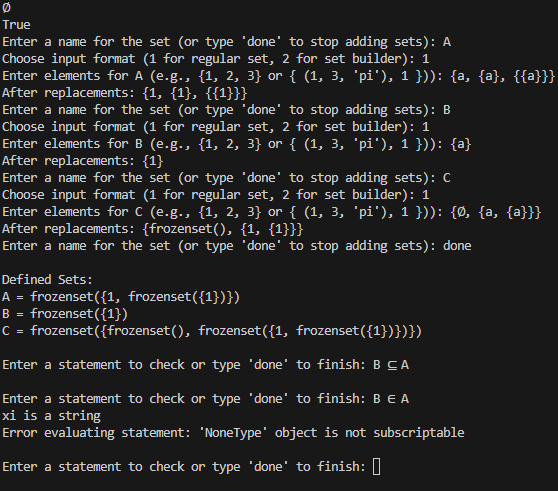 Ø
True
Enter a name for the set (or type 'done' to stop adding sets): A
Choose input format (1 for regular set, 2 for set builder): 1
Enter elements for A (e.g., {1, 2, 3} or { (1, 3, 'pi'), 1 })): {a, {a}, {{a}}}
After replacements: {1, {1}, {{1}}}
Enter a name for the set (or type 'done' to stop adding sets): B
Choose input format (1 for regular set, 2 for set builder): 1
Enter elements for B (e.g., {1, 2, 3} or { (1, 3, 'pi'), 1 })): {a}
After replacements: {1}
Enter a name for the set (or type 'done' to stop adding sets): C
Choose input format (1 for regular set, 2 for set builder): 1
Enter elements for C (e.g., {1, 2, 3} or { (1, 3, 'pi'), 1 })): {Ø, {a, {a}}}
After replacements: {frozenset(), {1, {1}}}
Enter a name for the set (or type 'done' to stop adding sets): done
Defined Sets:
A = frozenset({1, frozenset({1})})
B = frozenset({1})
C = frozenset({frozenset(), frozenset({1, frozenset({1})})})
Enter a statement to check or type 'done' to finish: B ⊆ A
Enter a statement to check or type 'done' to finish: B ∈ A
xi is a string
Error evaluating statement: 'NoneType' object is not subscriptable
Enter a statement to check or type 'done' to finish: